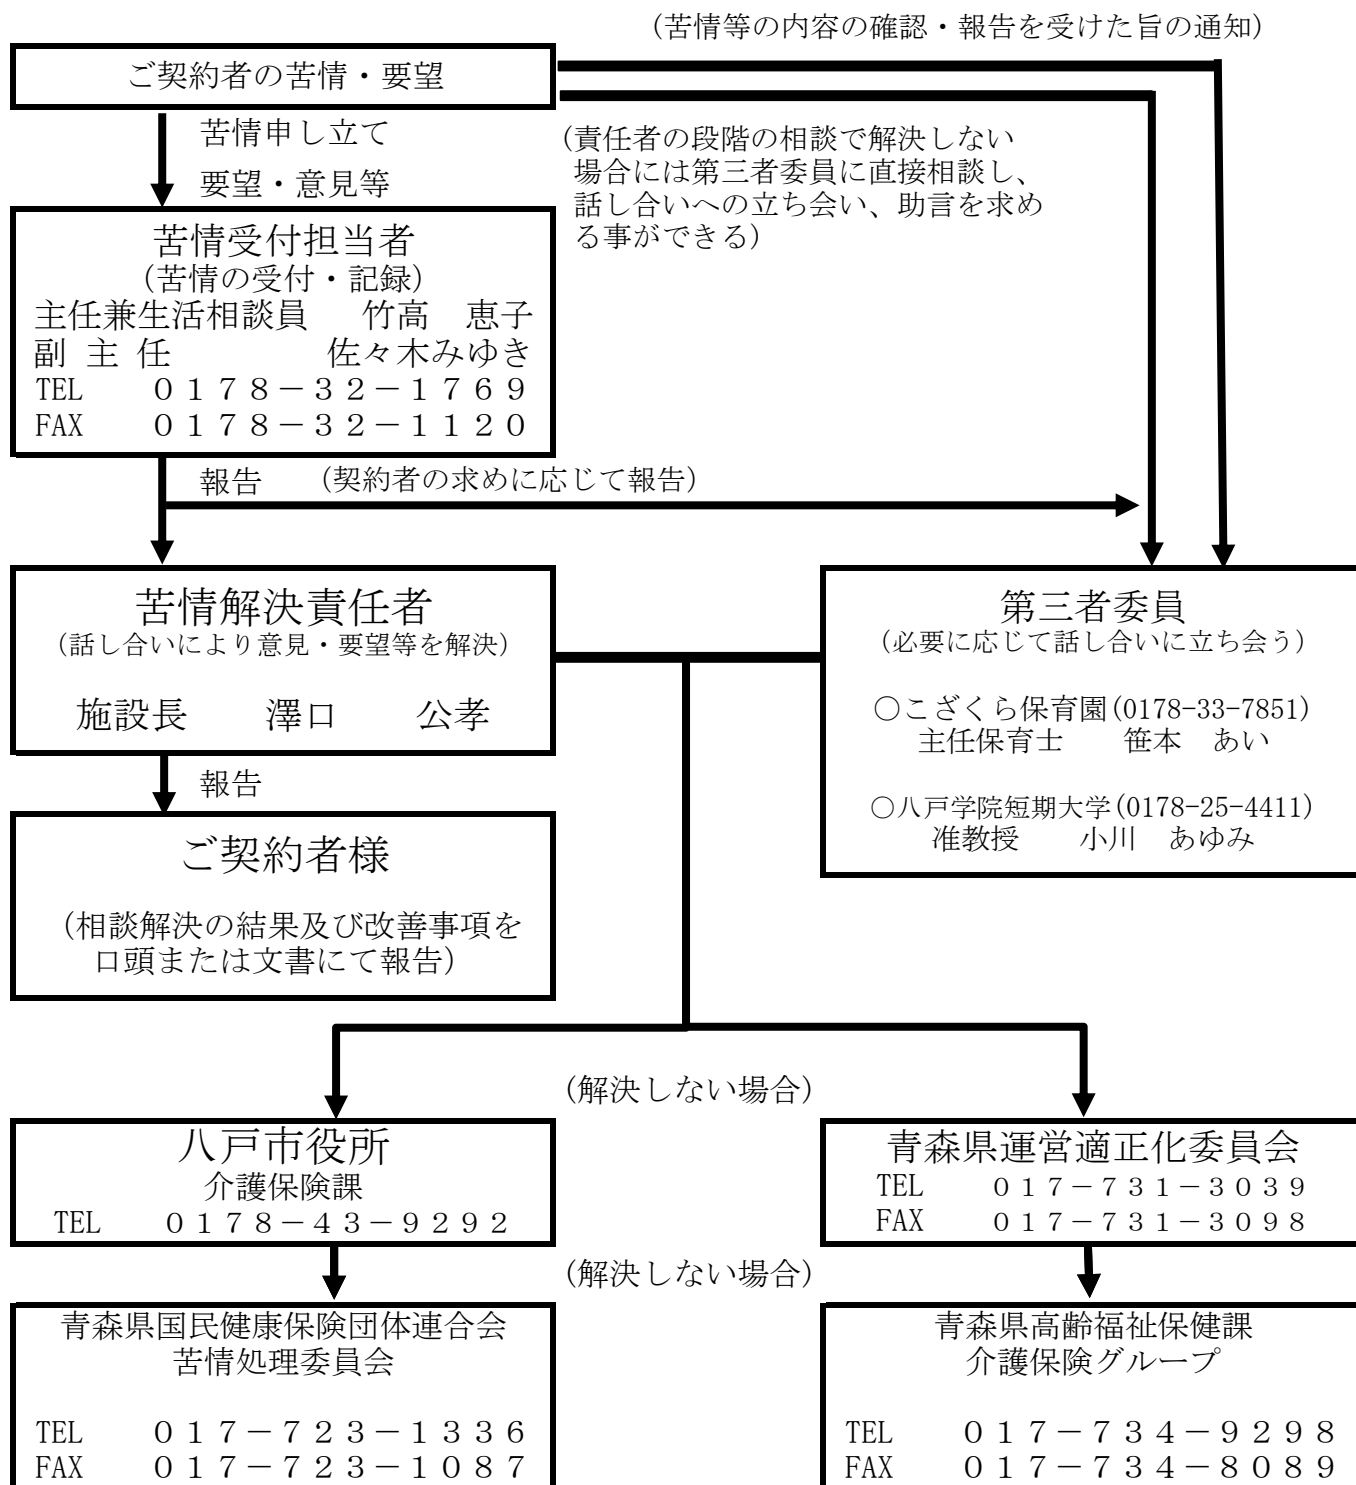 (苦情等の内容の確認・報告を受けた旨の通知)
ご契約者の苦情・要望
苦情申し立て
要望・意見等
(責任者の段階の相談で解決しない
場合には第三者委員に直接相談し、
話し合いへの立ち会い、助言を求め
る事ができる)
苦情受付担当者
(苦情の受付・記録)
主任兼生活相談員 竹高 恵子
副 主 任 佐々木みゆき
TEL 0178-32-1769
FAX 0178-32-1120
報告 (契約者の求めに応じて報告)
苦情解決責任者
(話し合いにより意見・要望等を解決)
施設長 澤口 公孝
第三者委員
(必要に応じて話し合いに立ち会う)
○こざくら保育園(0178-33-7851)
主任保育士 笹本 あい
○八戸学院短期大学(0178-25-4411)
准教授 小川 あゆみ
報告
ご契約者様
(相談解決の結果及び改善事項を
口頭または文書にて報告)
(解決しない場合)
八戸市役所
介護保険課
TEL 0178-43-9292
青森県運営適正化委員会
TEL 017-731-3039
FAX 017-731-3098
(解決しない場合)
青森県国民健康保険団体連合会
苦情処理委員会
TEL 017-723-1336
FAX 017-723-1087
青森県高齢福祉保健課
介護保険グループ
TEL 017-734-9298
FAX 017-734-8089